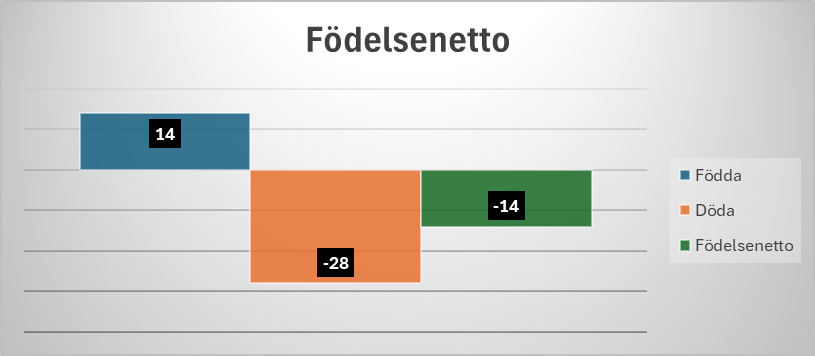 Födelsenetto
14
-28
-14
Födda
Döda
Födelsenetto